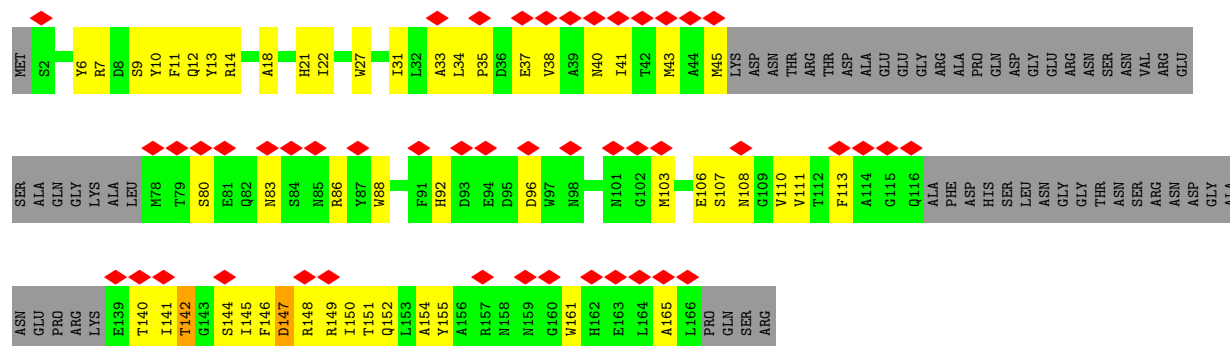 MET S2 Y6 R7 D8 S9 Y10 F11 Q12 Y13 R14 A18 H21 I22 W27 I31 L32 A33 L34 P35 D36 E37 V38 A39 N40 I41 T42 M43 A44 M45 LYS ASP ASN THR ARG THR ASP ALA GLU GLU GLY ARG ALA PRO GLN ASP GLY GLU ARG ASN SER ASN VAL ARG GLU
SER ALA GLN GLY LYS ALA LEU M78 T79 S80 E81 Q82 N83 S84 N85 R86 Y87 W88 F91 H92 D93 E94 D95 D96 W97 N98 N101 G102 M103 E106 S107 N108 G109 V110 V111 T112 F113 A114 G115 Q116 ALA PHE ASP HIS SER LEU ASN GLY GLY THR ASN SER ARG ASN ASP GLY ALA
ASN GLU PRO ARG LYS E139 T140 I141 T142 G143 S144 I145 F146 D147 R148 R149 I150 T151 Q152 L153 A154 Y155 A156 R157 N158 N159 G160 W161 H162 E163 L164 A165 L166 PRO GLN SER ARG